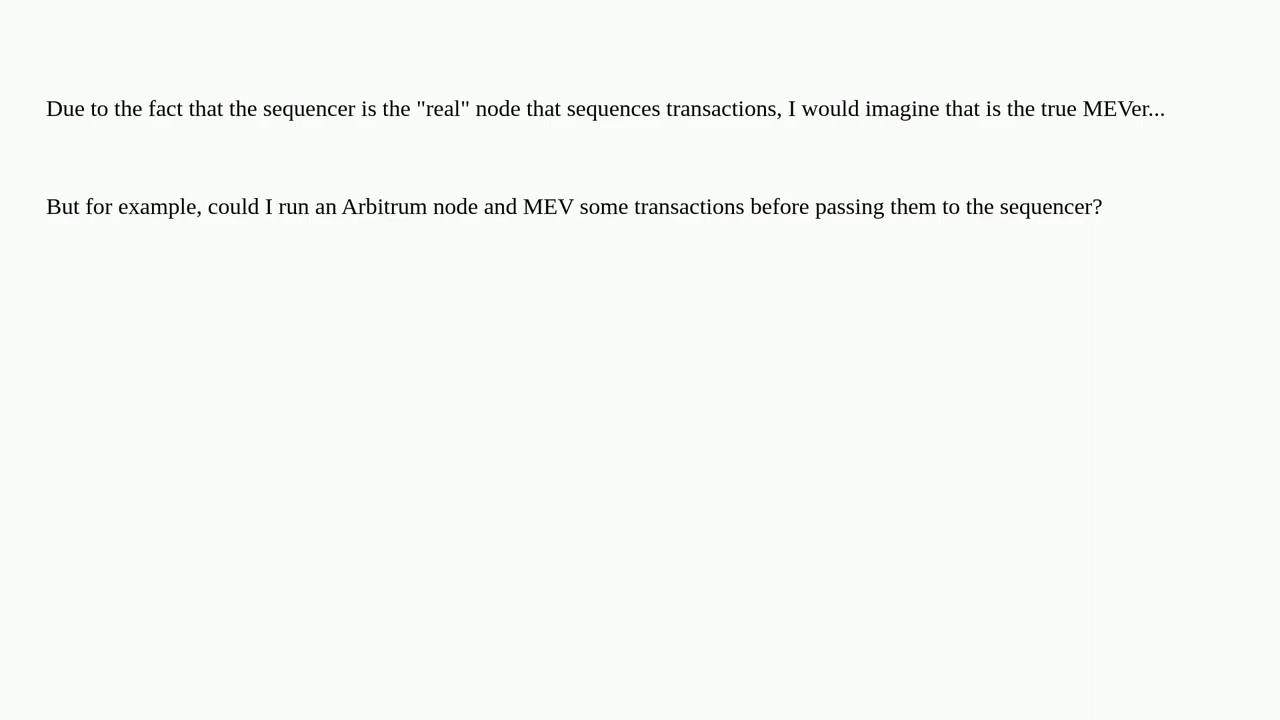 Due to the fact that the sequencer is the "real" node that sequences transactions, I would imagine that is the true MEVer...
But for example, could I run an Arbitrum node and MEV some transactions before passing them to the sequencer?